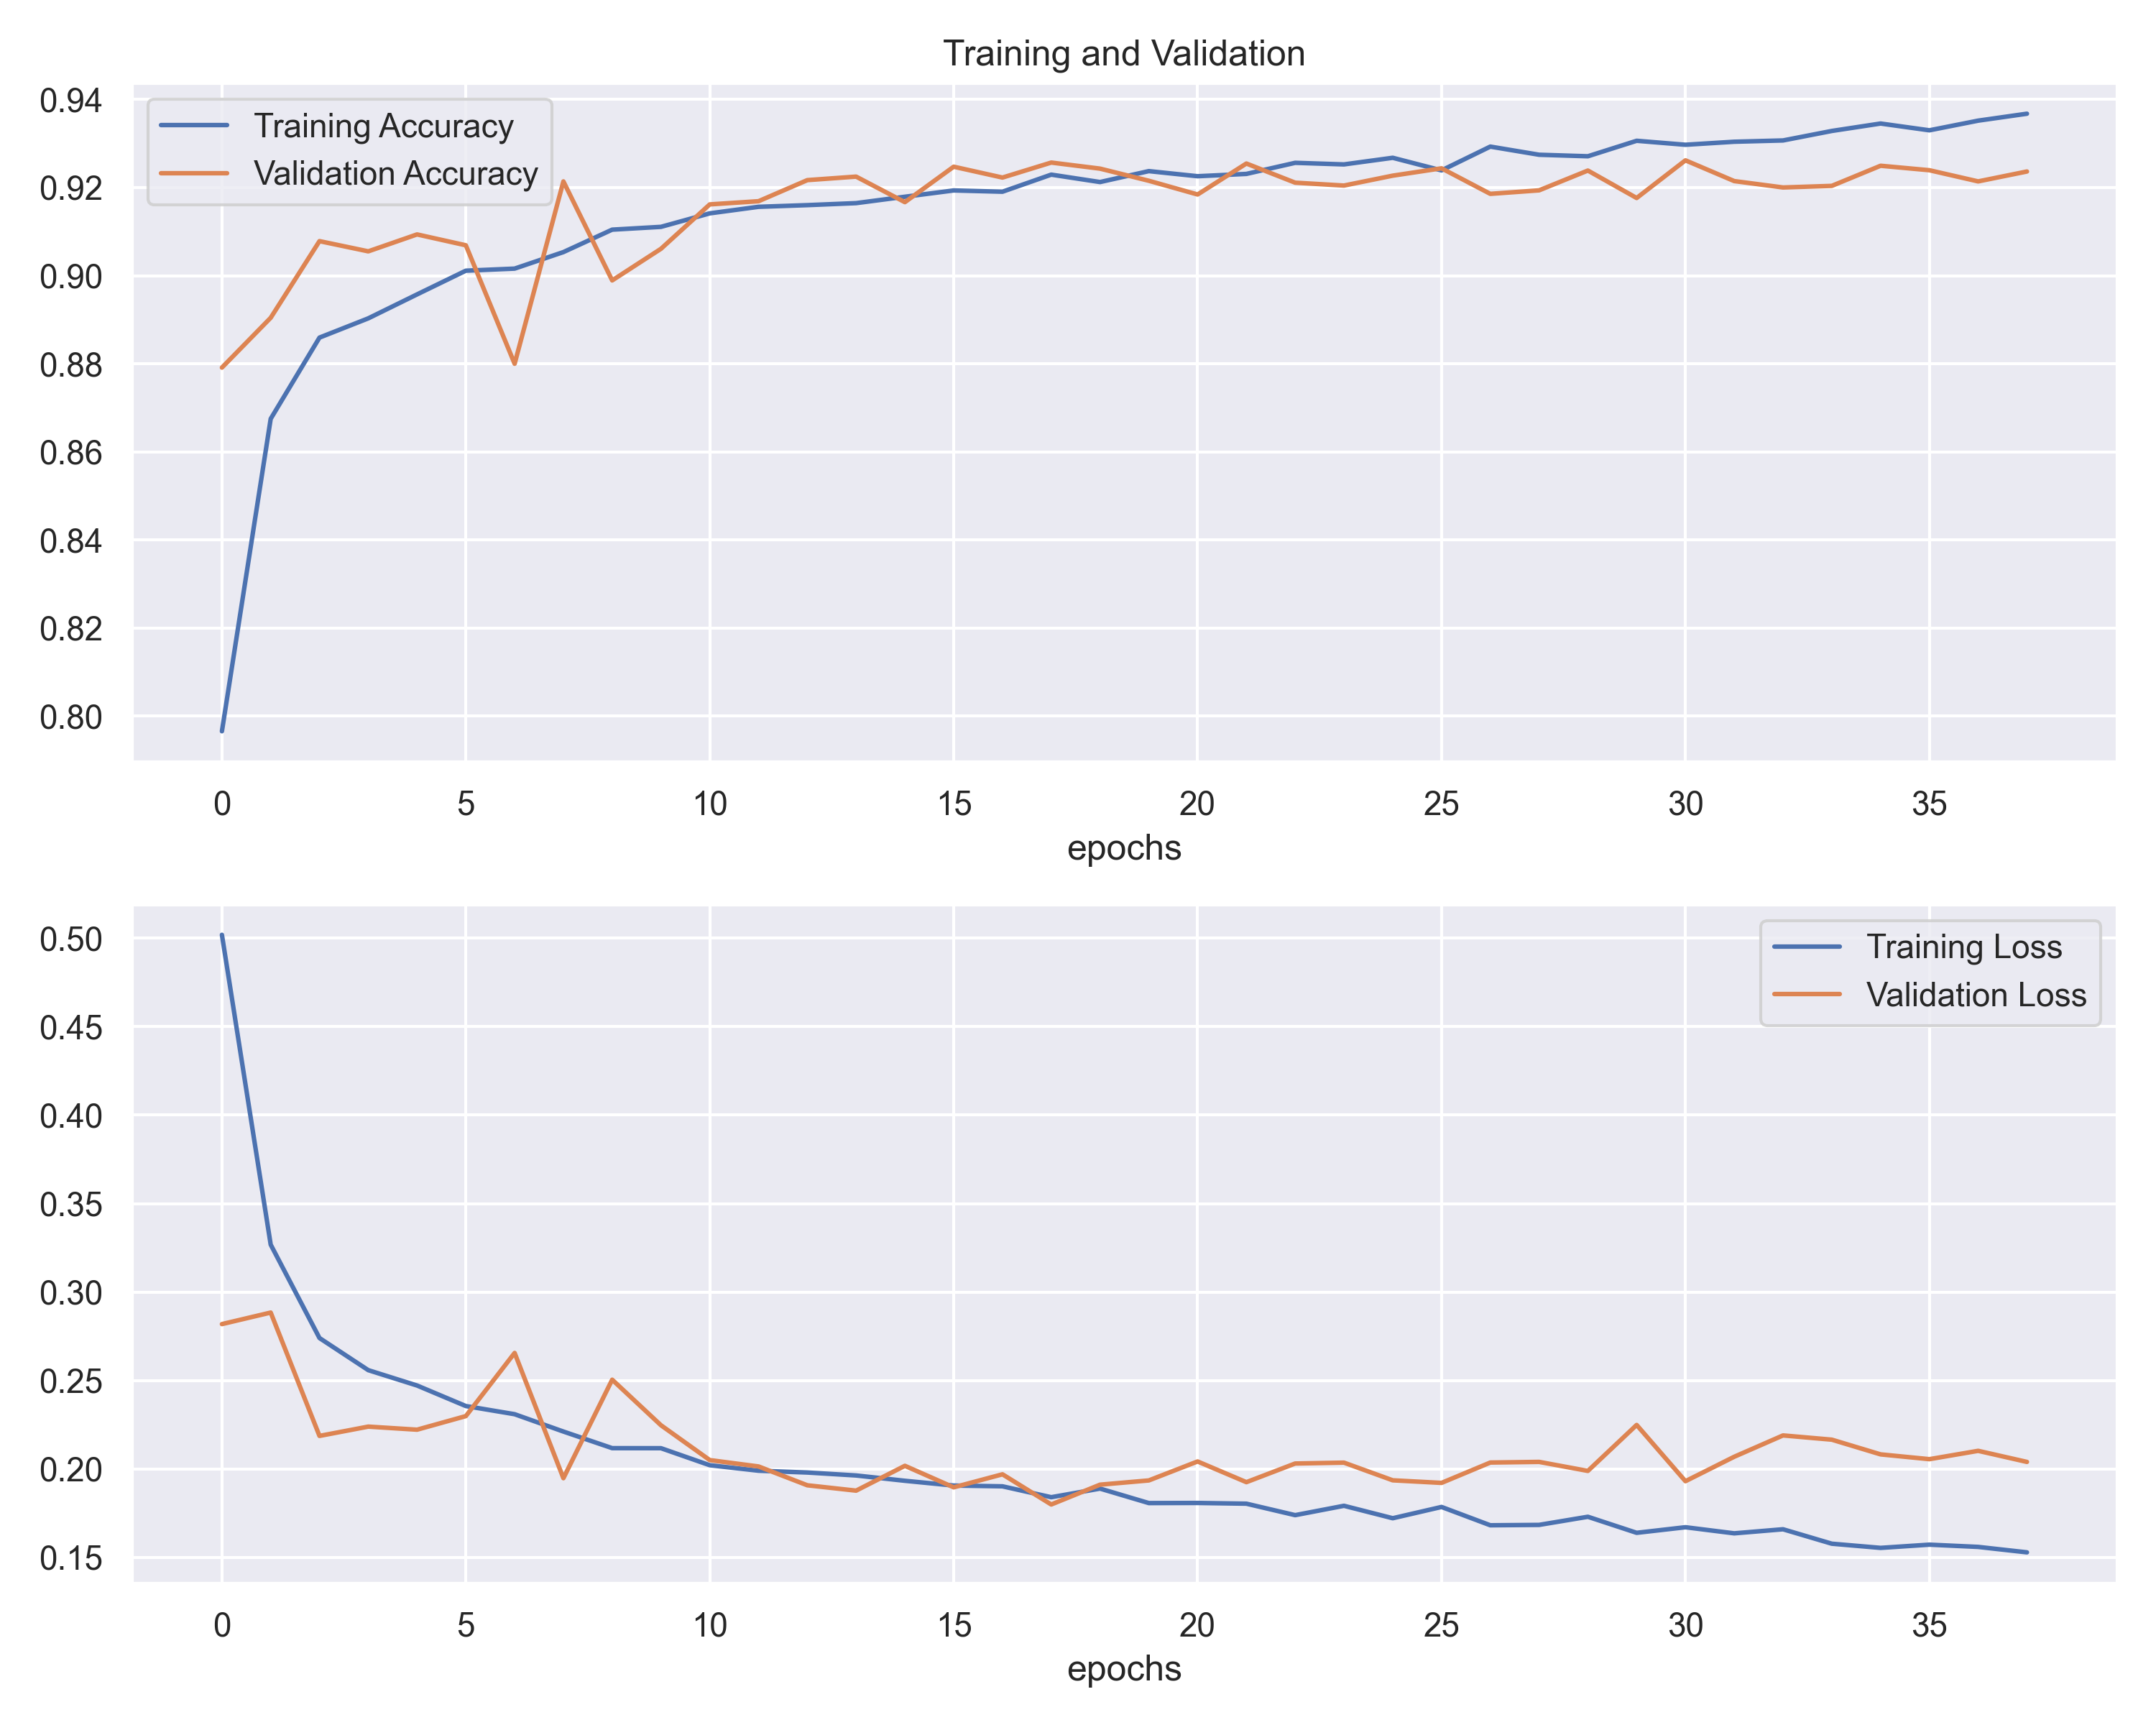 Training and Validation
0.94
0.92
0.90
0.88
0.86
0.84
0.82
0.80
Training Accuracy
Validation Accuracy
0 5 10 15 20 25 30 35
epochs
0.50
0.45
0.40
0.35
0.30
0.25
0.20
0.15
Training Loss
Validation Loss
0 5 10 15 20 25 30 35
epochs